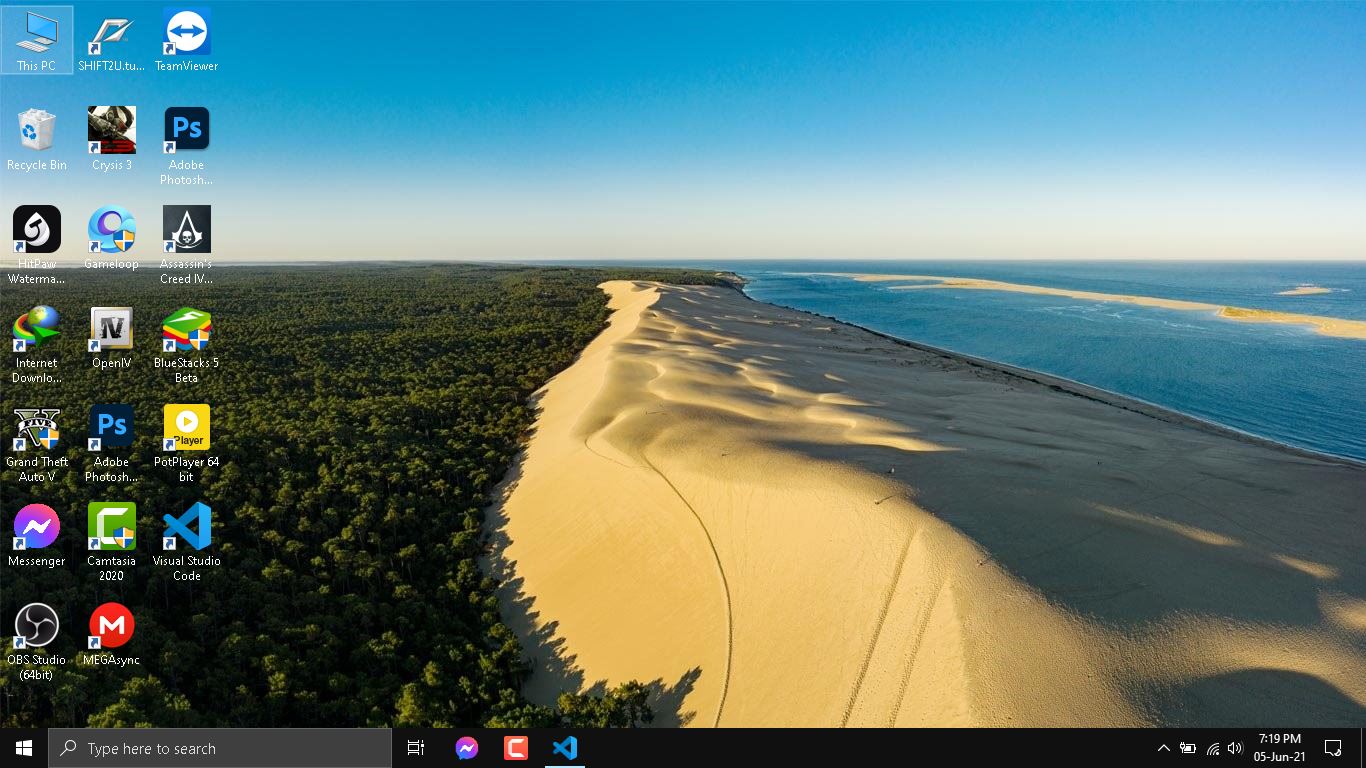 This PC
SHIFT2U.tu...
TeamViewer
Recycle Bin
Crysis 3
Adobe
Photosh...
Ps
HitPaw
Waterma...
Gameloop
Assassin's
Creed IV...
Internet
Downlo...
OpenIV
IV
BlueStacks 5
Beta
FIVE
Grand Theft
Auto V
Ps
Adobe
Photosh...
Player
PotPlayer 64
bit
Messenger
Camtasia
2020
Visual Studio
Code
OBS Studio
(64bit)
M
MEGAsync
Type here to search
7:19 PM
05-Jun-21